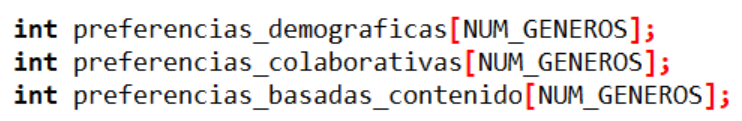 int preferencias_demograficas[NUM_GENEROS];
int preferencias_colaborativas[NUM_GENEROS];
int preferencias_basadas_contenido[NUM_GENEROS];